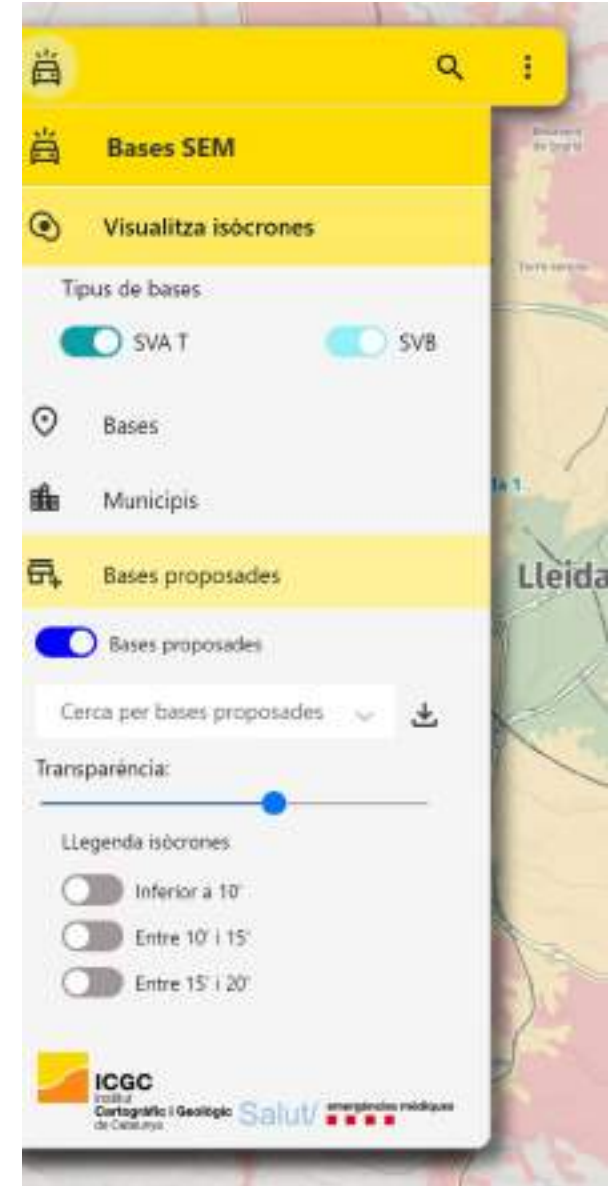 Bases SEM
Visualitza isòcrones
Tipus de bases
SVA T
SVB
Bases
Municipis
Bases proposades
Bases proposades
Cerca per bases proposades
Transparència:
LLegenda isòcrones
Inferior a 10'
Entre 10' i 15'
Entre 15' i 20'
ICGC
Institut
Cartogràfic i Geològic
de Catalunya
Salut/
emergències mèdiques
Lleida